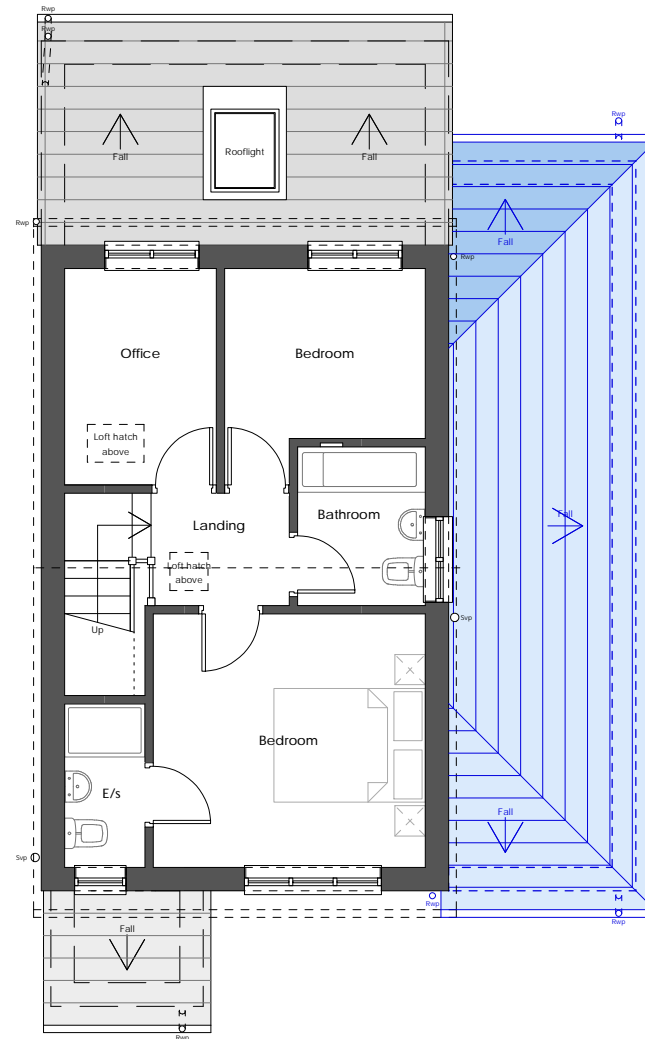 Rwp
Rwp
Rwp
Fall
Rooflight
Fall
Rwp
Fall
Rwp
Office
Bedroom
Loft hatch
above
Bathroom
Landing
Fall
Loft hatch
above
Up
Svp
Bedroom
E/s
Fall
Svp
Rwp
Rwp
Fall
Rwp